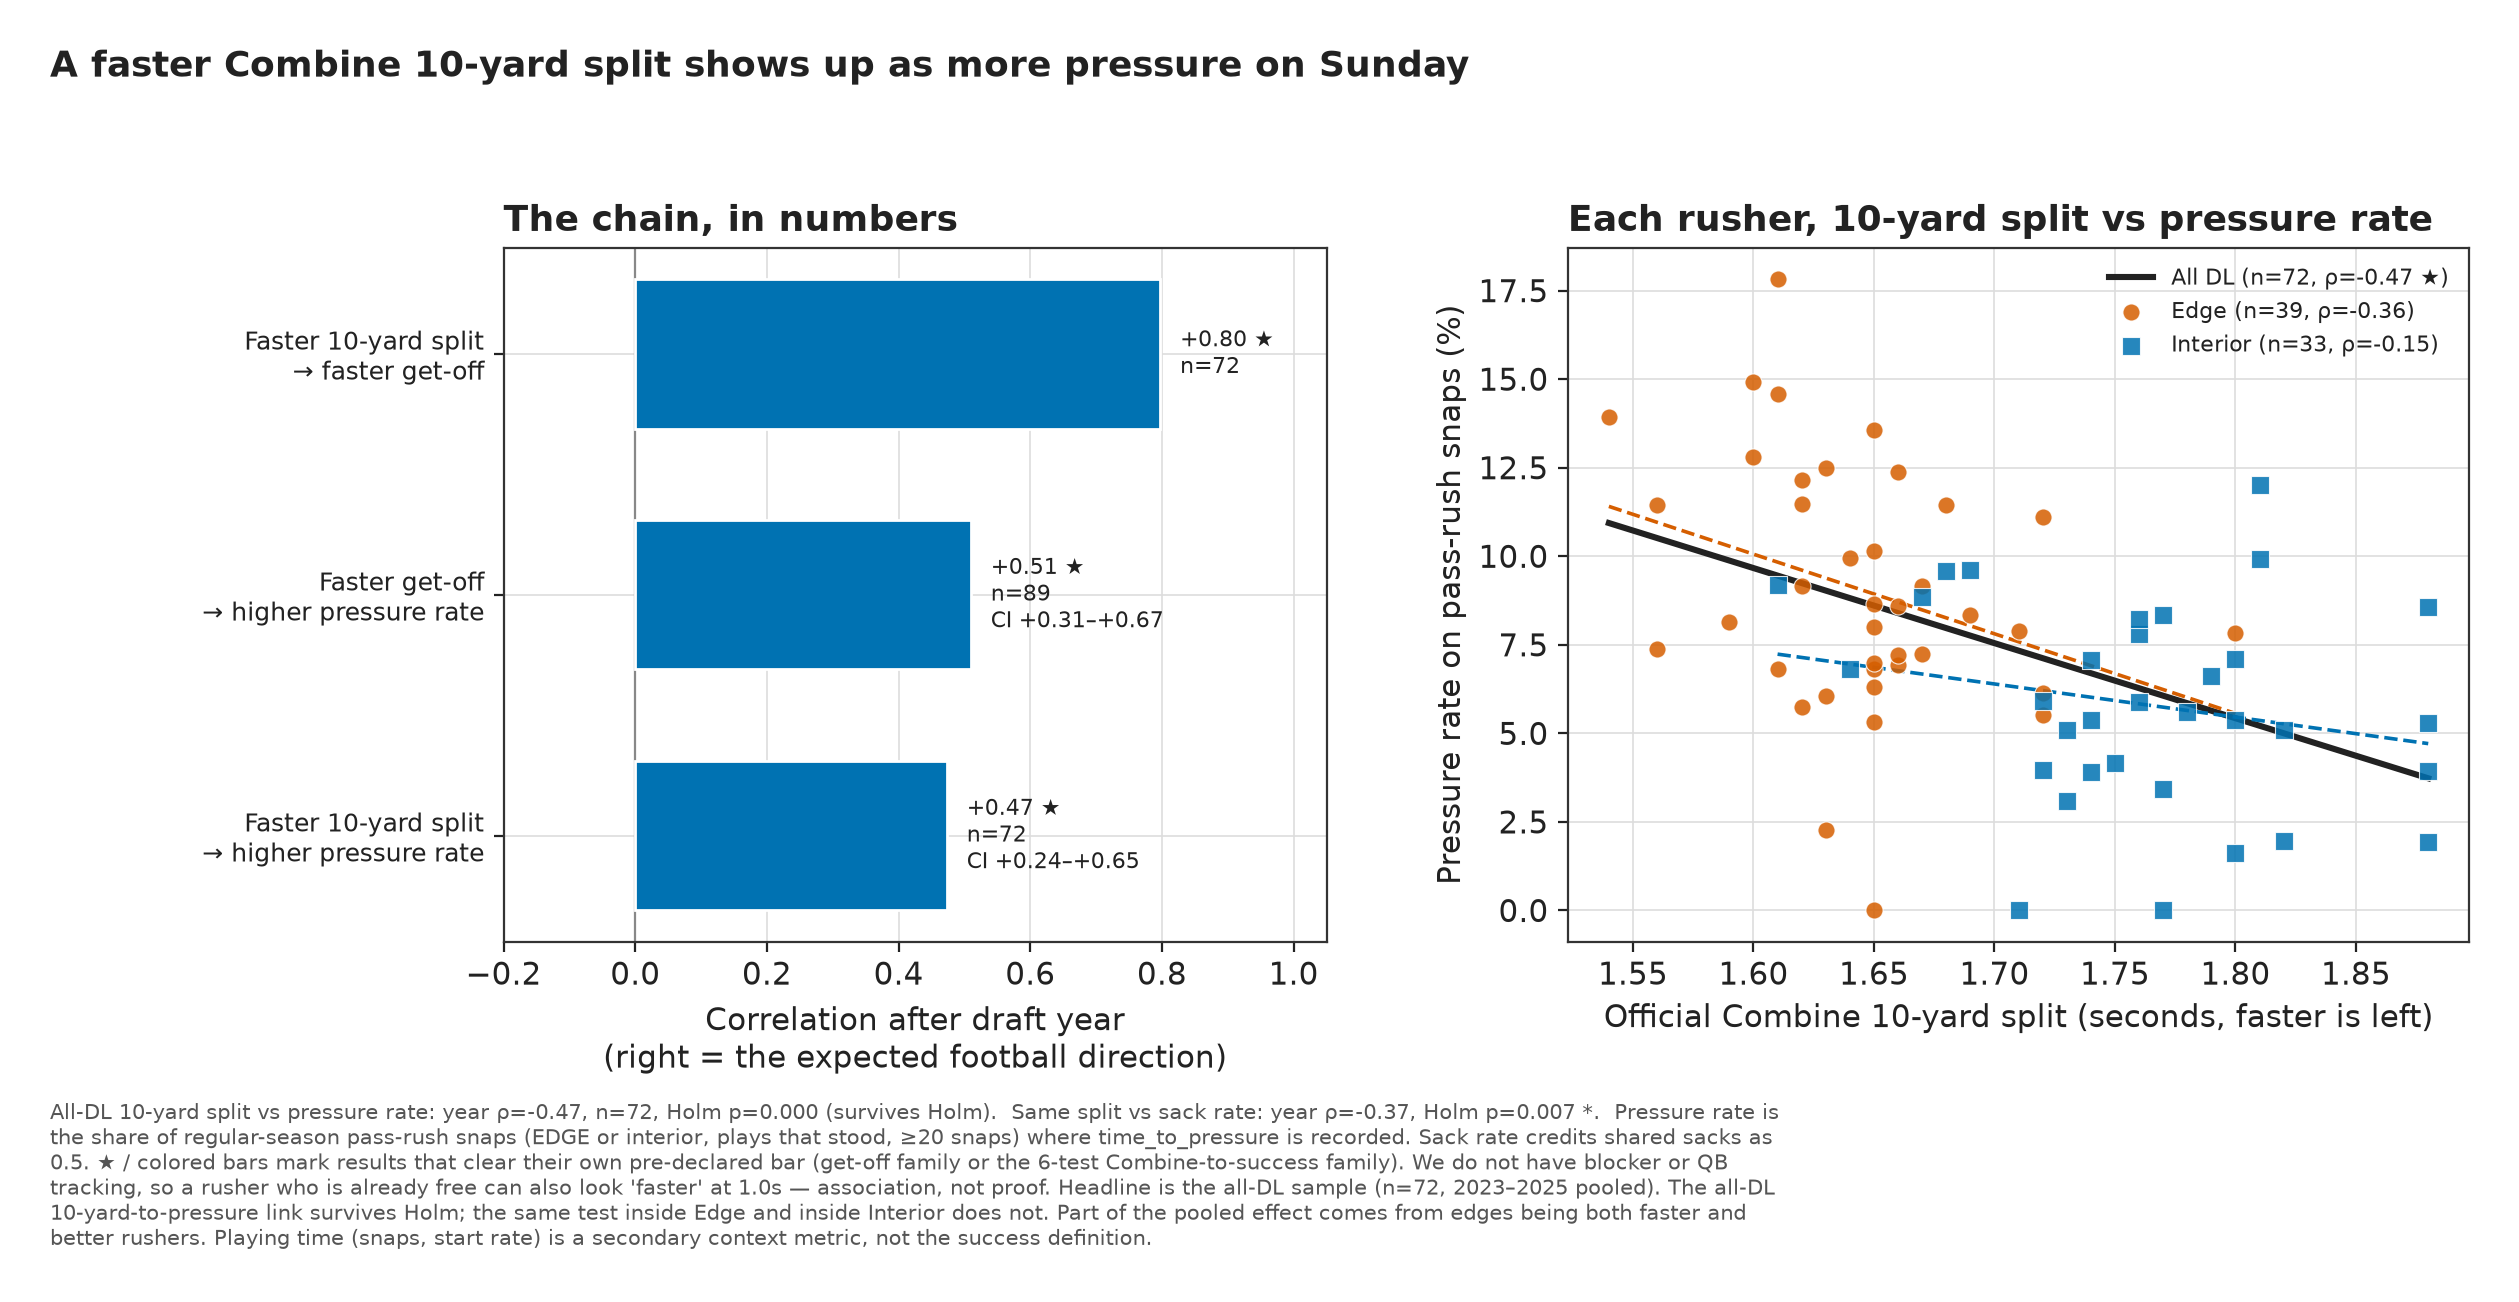 A faster Combine 10-yard split shows up as more pressure on Sunday
The chain, in numbers
Faster 10-yard split
→ faster get-off
+0.80 ★
n=72
Faster get-off
→ higher pressure rate
+0.51 ★
n=89
CI +0.31–+0.67
Faster 10-yard split
→ higher pressure rate
+0.47 ★
n=72
CI +0.24–+0.65
−0.2 0.0 0.2 0.4 0.6 0.8 1.0
Correlation after draft year
(right = the expected football direction)
Each rusher, 10-yard split vs pressure rate
All DL (n=72, ρ=-0.47 ★)
Edge (n=39, ρ=-0.36)
Interior (n=33, ρ=-0.15)
Pressure rate on pass-rush snaps (%)
17.5
15.0
12.5
10.0
7.5
5.0
2.5
0.0
1.55 1.60 1.65 1.70 1.75 1.80 1.85
Official Combine 10-yard split (seconds, faster is left)
All-DL 10-yard split vs pressure rate: year ρ=-0.47, n=72, Holm p=0.000 (survives Holm).  Same split vs sack rate: year ρ=-0.37, Holm p=0.007 *.  Pressure rate is
the share of regular-season pass-rush snaps (EDGE or interior, plays that stood, ≥20 snaps) where time_to_pressure is recorded. Sack rate credits shared sacks as
0.5. ★ / colored bars mark results that clear their own pre-declared bar (get-off family or the 6-test Combine-to-success family). We do not have blocker or QB
tracking, so a rusher who is already free can also look 'faster' at 1.0s — association, not proof. Headline is the all-DL sample (n=72, 2023–2025 pooled). The all-DL
10-yard-to-pressure link survives Holm; the same test inside Edge and inside Interior does not. Part of the pooled effect comes from edges being both faster and
better rushers. Playing time (snaps, start rate) is a secondary context metric, not the success definition.